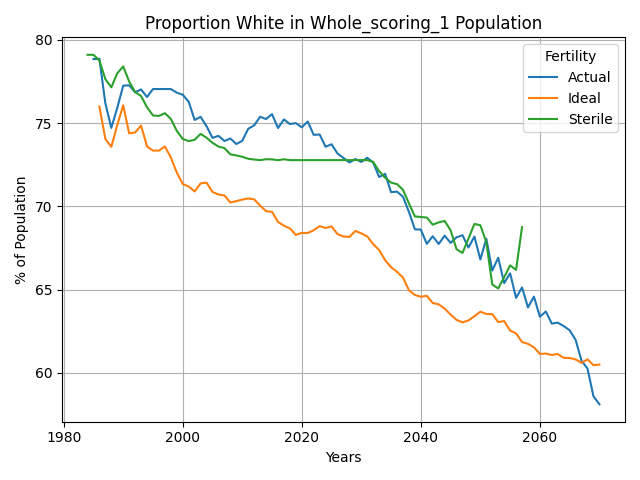 Proportion White in Whole_scoring_1 Population
% of Population
80
75
70
65
60
1980
2000
2020
2040
2060
Years
Fertility
Actual
Ideal
Sterile